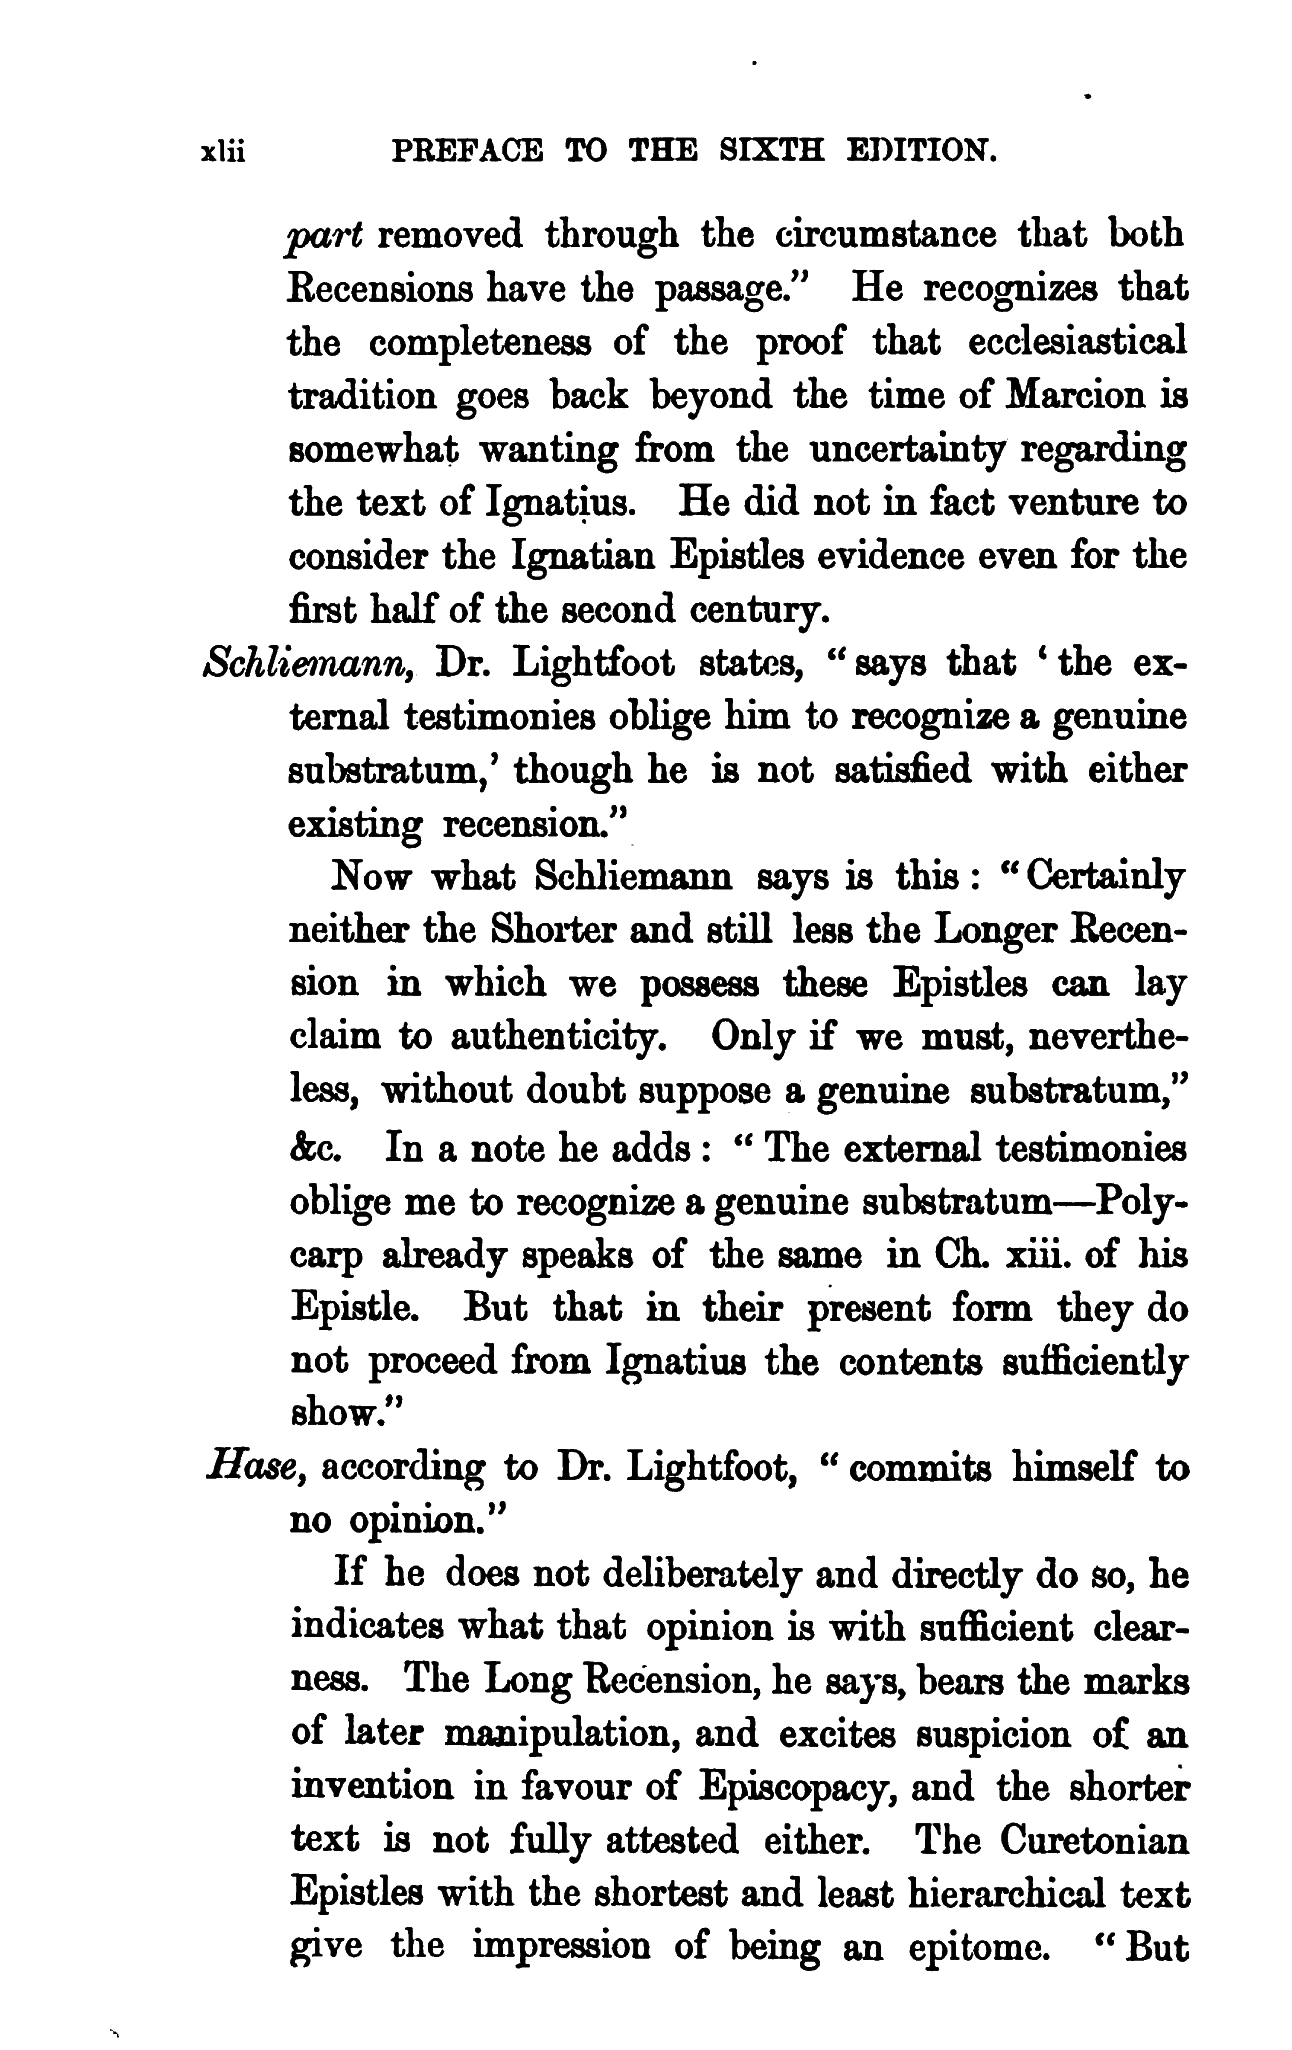 xlii PREFACE TO THE SIXTH EDITION.
part removed through the circumstance that both
Recensions have the passage.” He recognizes that
the completeness of the proof that ecclesiastical
tradition goes back beyond the time of Marcion is
somewhat wanting from the uncertainty regarding
the text of Ignatius. He did not in fact venture to
consider the Ignatian Epistles evidence even for the
first half of the second century.
Schliemann, Dr. Lightfoot states, “says that ‘the ex-
ternal testimonies oblige him to recognize a genuine
substratum,’ though he is not satisfied with either
existing recension.”
Now what Schliemann says is this: “Certainly
neither the Shorter and still less the Longer Recen-
sion in which we possess these Epistles can lay
claim to authenticity. Only if we must, neverthe-
less, without doubt suppose a genuine substratum,”
&c. In a note he adds: “The external testimonies
oblige me to recognize a genuine substratum—Poly-
carp already speaks of the same in Ch. xiii. of his
Epistle. But that in their present form they do
not proceed from Ignatius the contents sufficiently
show.”
Hase, according to Dr. Lightfoot, “commits himself to
no opinion.”
If he does not deliberately and directly do so, he
indicates what that opinion is with sufficient clear-
ness. The Long Recension, he says, bears the marks
of later manipulation, and excites suspicion of an
invention in favour of Episcopacy, and the shorter
text is not fully attested either. The Curetonian
Epistles with the shortest and least hierarchical text
give the impression of being an epitome. “But